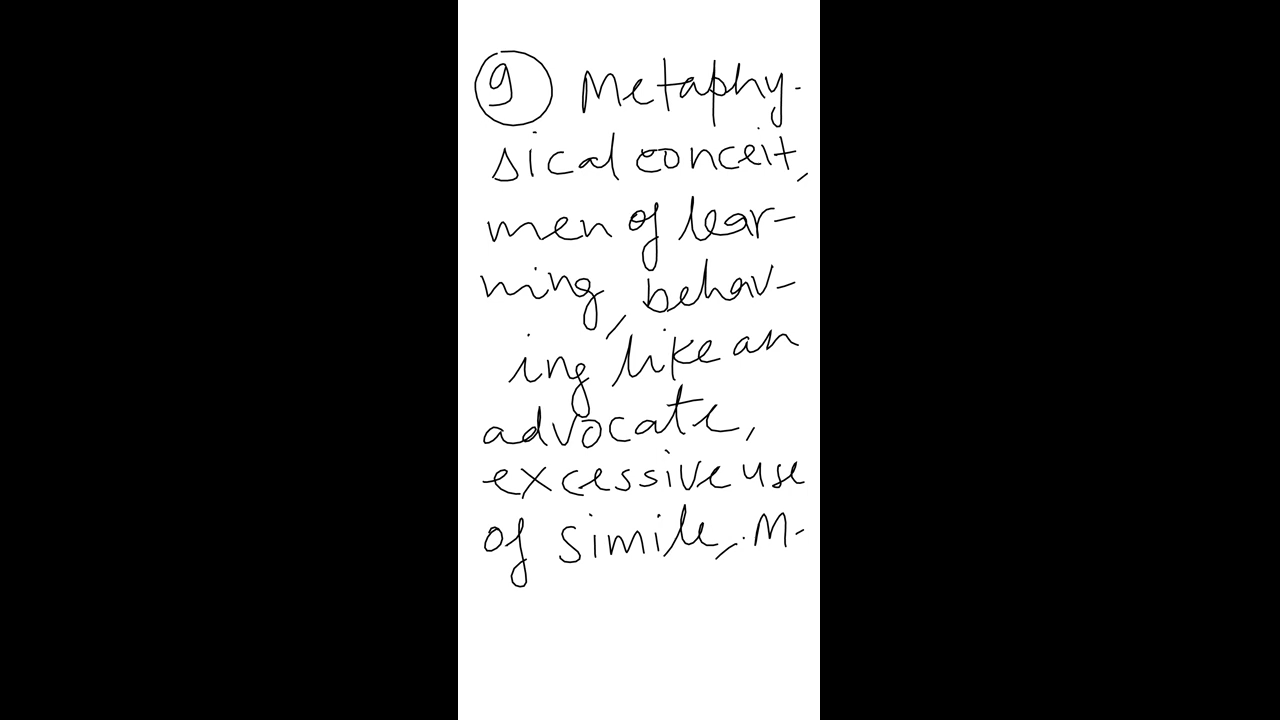 9 Metaphy-
sical conceit,
men of lear-
ning, behav-
ing like an
advocate,
excessive use
of simile, M-